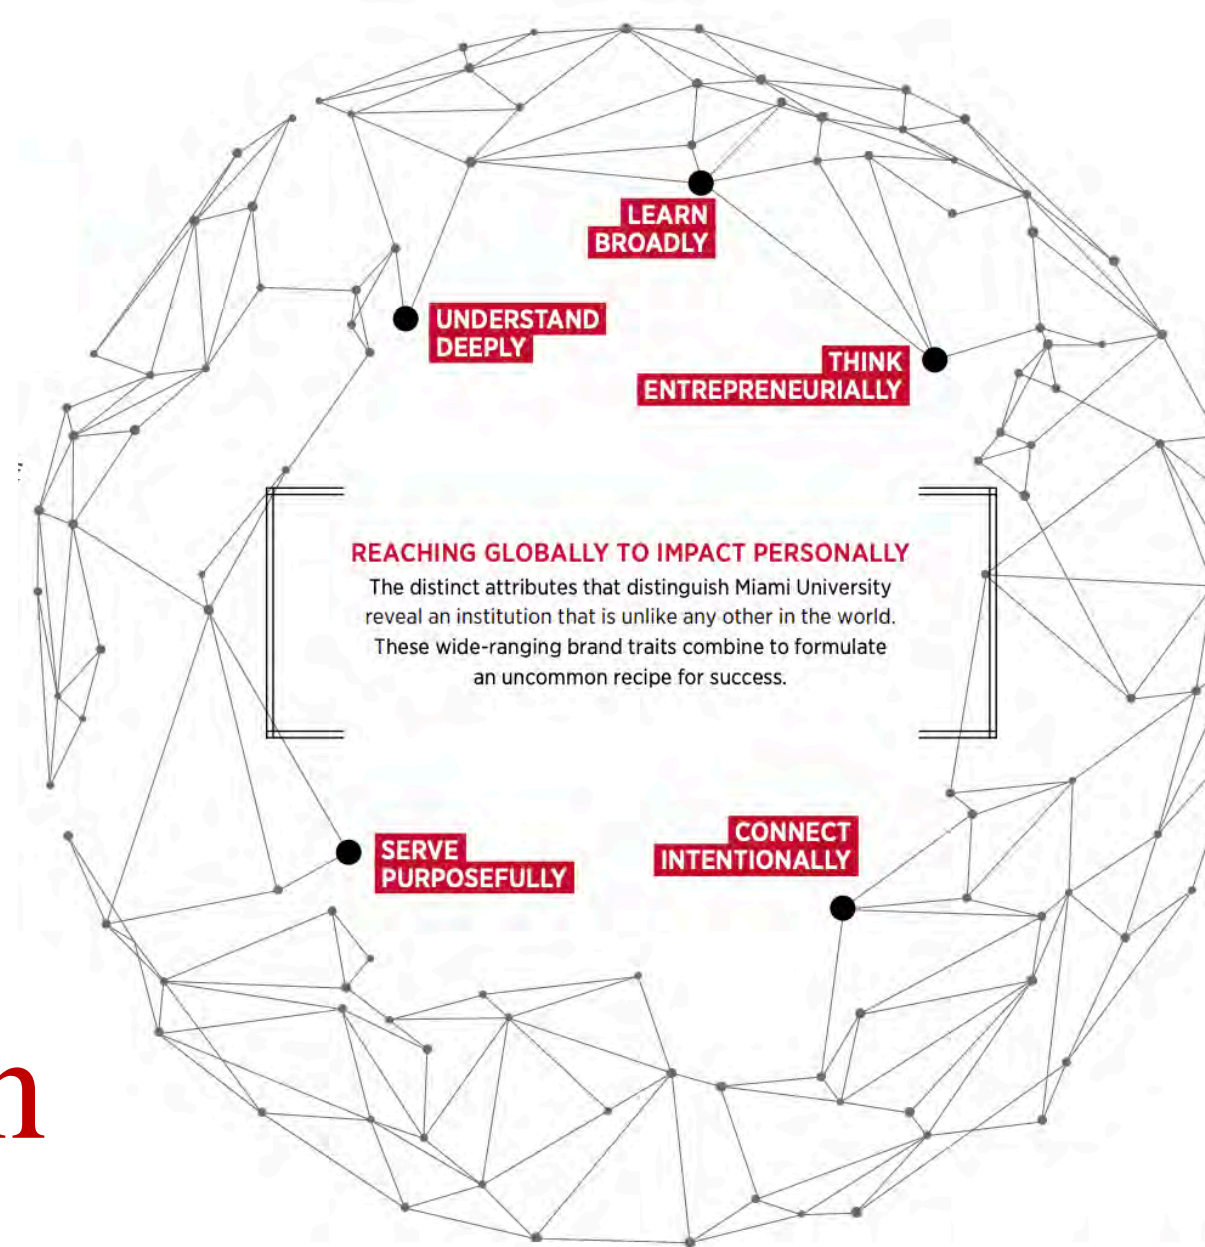 LEARN
BROADLY
UNDERSTAND
DEEPLY
THINK
ENTREPRENEURIALLY
REACHING GLOBALLY TO IMPACT PERSONALLY
The distinct attributes that distinguish Miami University
reveal an institution that is unlike any other in the world.
These wide-ranging brand traits combine to formulate
an uncommon recipe for success.
CONNECT
INTENTIONALLY
SERVE
PURPOSEFULLY